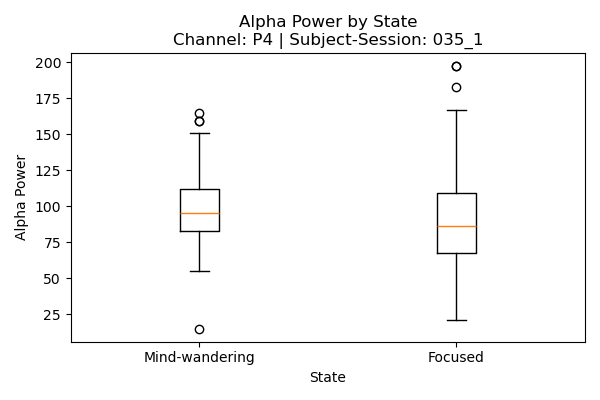 Alpha Power by State
Channel: P4 | Subject-Session: 035_1
200
175
150
125
100
75
50
25
Alpha Power
Mind-wandering
Focused
State